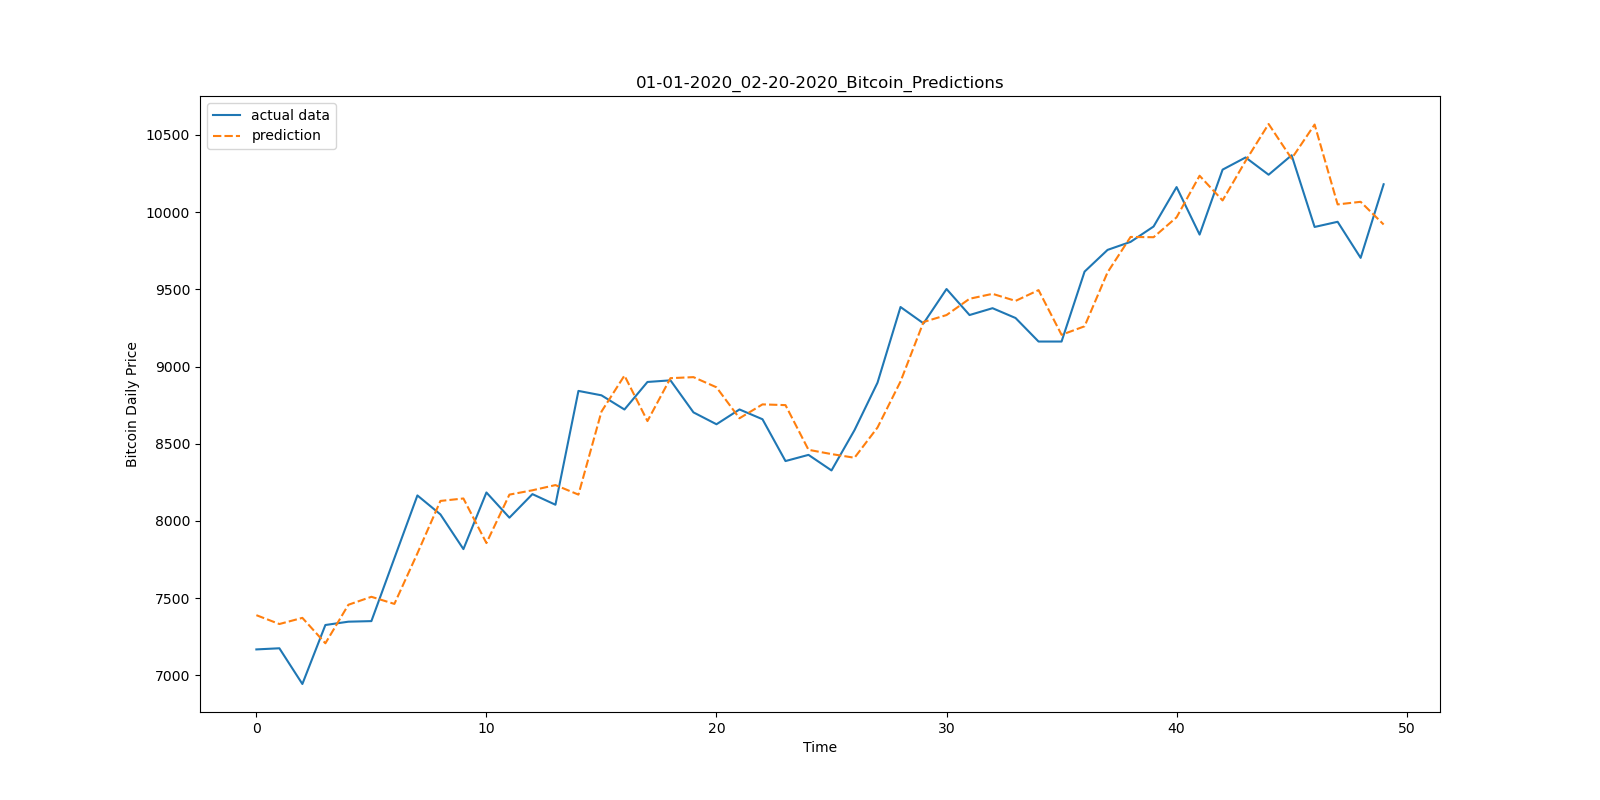 01-01-2020_02-20-2020_Bitcoin_Predictions
actual data
prediction
10500
10000
9500
9000
8500
8000
7500
7000
Bitcoin Daily Price
0 10 20 30 40 50
Time